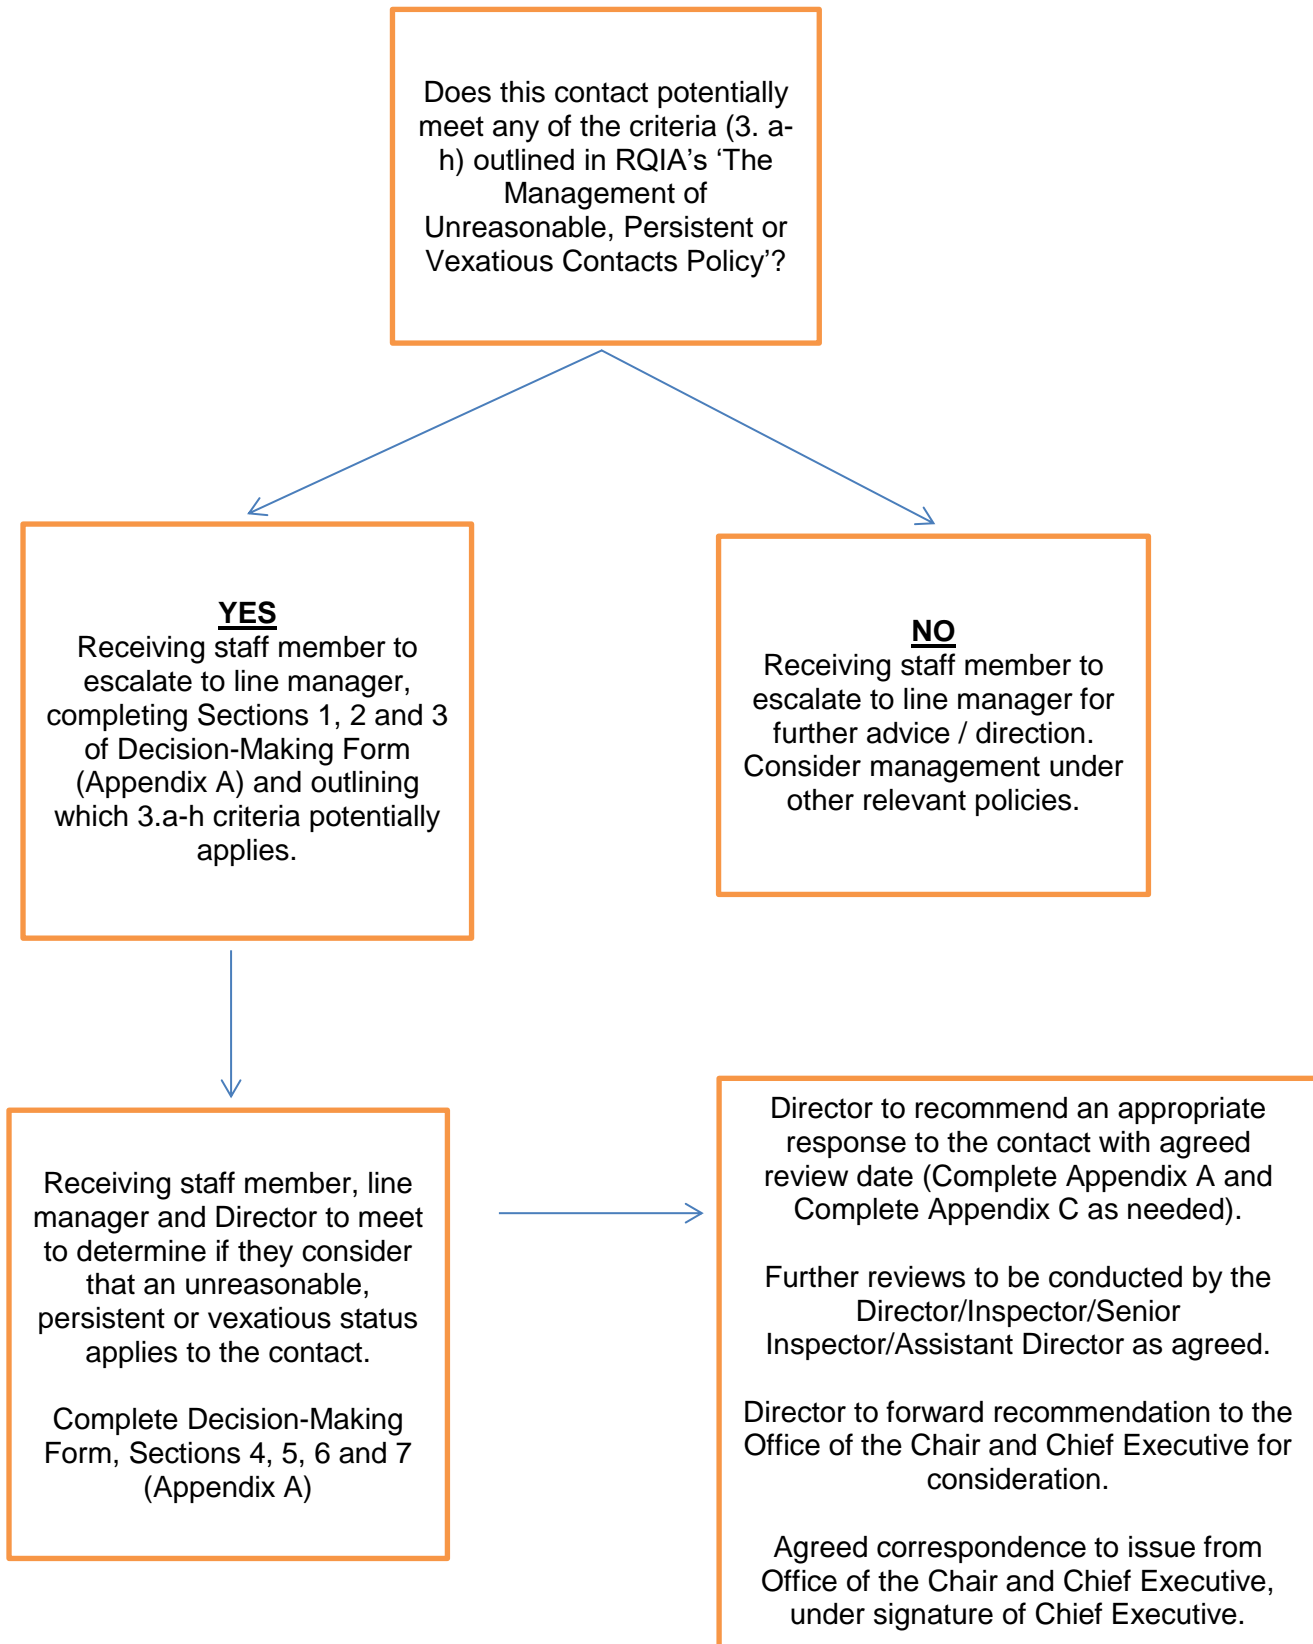 Does this contact potentially
meet any of the criteria (3. a-
h) outlined in RQIA’s ‘The
Management of
Unreasonable, Persistent or
Vexatious Contacts Policy’?
YES
Receiving staff member to
escalate to line manager,
completing Sections 1, 2 and 3
of Decision-Making Form
(Appendix A) and outlining
which 3.a-h criteria potentially
applies.
NO
Receiving staff member to
escalate to line manager for
further advice / direction.
Consider management under
other relevant policies.
Receiving staff member, line
manager and Director to meet
to determine if they consider
that an unreasonable,
persistent or vexatious status
applies to the contact.
Complete Decision-Making
Form, Sections 4, 5, 6 and 7
(Appendix A)
Director to recommend an appropriate
response to the contact with agreed
review date (Complete Appendix A and
Complete Appendix C as needed).
Further reviews to be conducted by the
Director/Inspector/Senior
Inspector/Assistant Director as agreed.
Director to forward recommendation to the
Office of the Chair and Chief Executive for
consideration.
Agreed correspondence to issue from
Office of the Chair and Chief Executive,
under signature of Chief Executive.